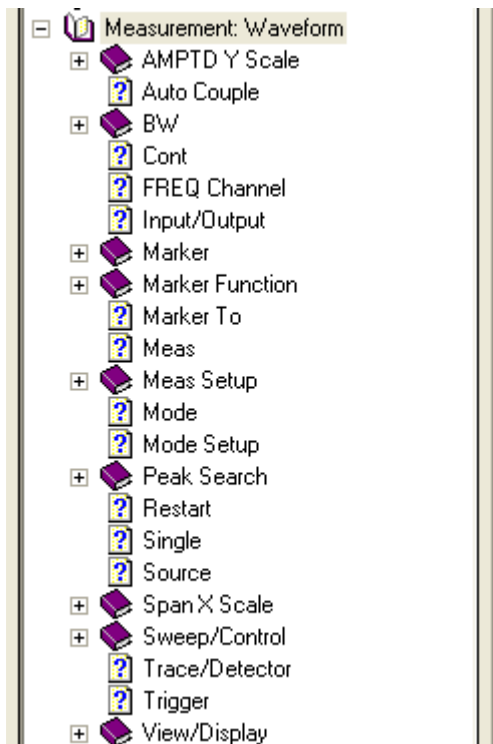 Measurement: Waveform
AMPTD Y Scale
Auto Couple
BW
Cont
FREQ Channel
Input/Output
Marker
Marker Function
Marker To
Meas
Meas Setup
Mode
Mode Setup
Peak Search
Restart
Single
Source
Span X Scale
Sweep/Control
Trace/Detector
Trigger
View/Display